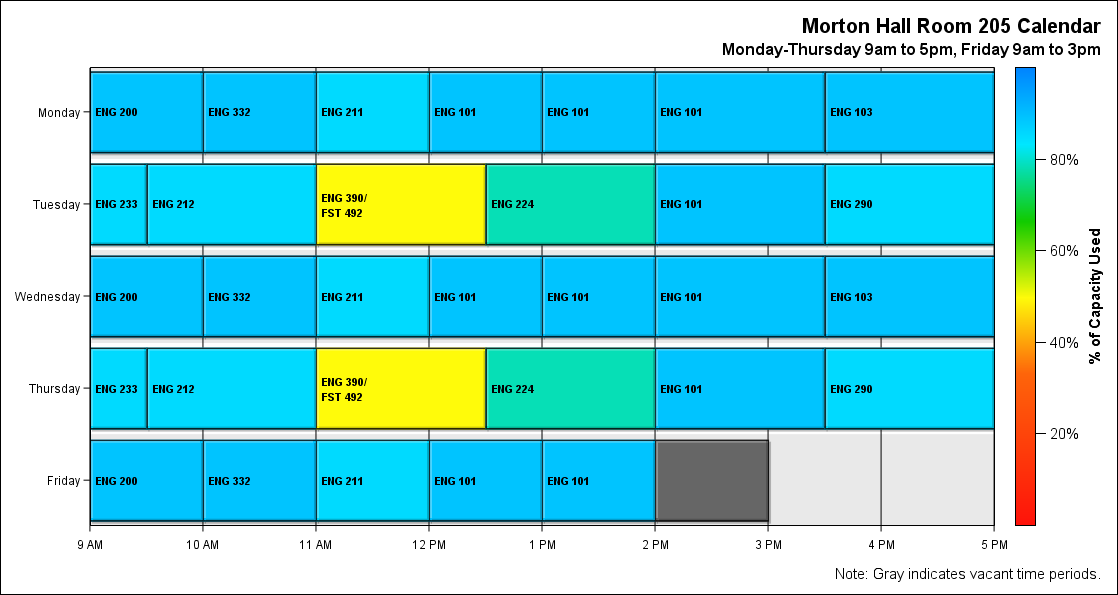 Morton Hall Room 205 Calendar
Monday-Thursday 9am to 5pm, Friday 9am to 3pm
Monday
ENG 200
ENG 332
ENG 211
ENG 101
ENG 101
ENG 101
ENG 103
Tuesday
ENG 233
ENG 212
ENG 390/
FST 492
ENG 224
ENG 101
ENG 290
Wednesday
ENG 200
ENG 332
ENG 211
ENG 101
ENG 101
ENG 101
ENG 103
Thursday
ENG 233
ENG 212
ENG 390/
FST 492
ENG 224
ENG 101
ENG 290
Friday
ENG 200
ENG 332
ENG 211
ENG 101
ENG 101
9 AM
10 AM
11 AM
12 PM
1 PM
2 PM
3 PM
4 PM
5 PM
80%
60%
40%
20%
% of Capacity Used
Note: Gray indicates vacant time periods.